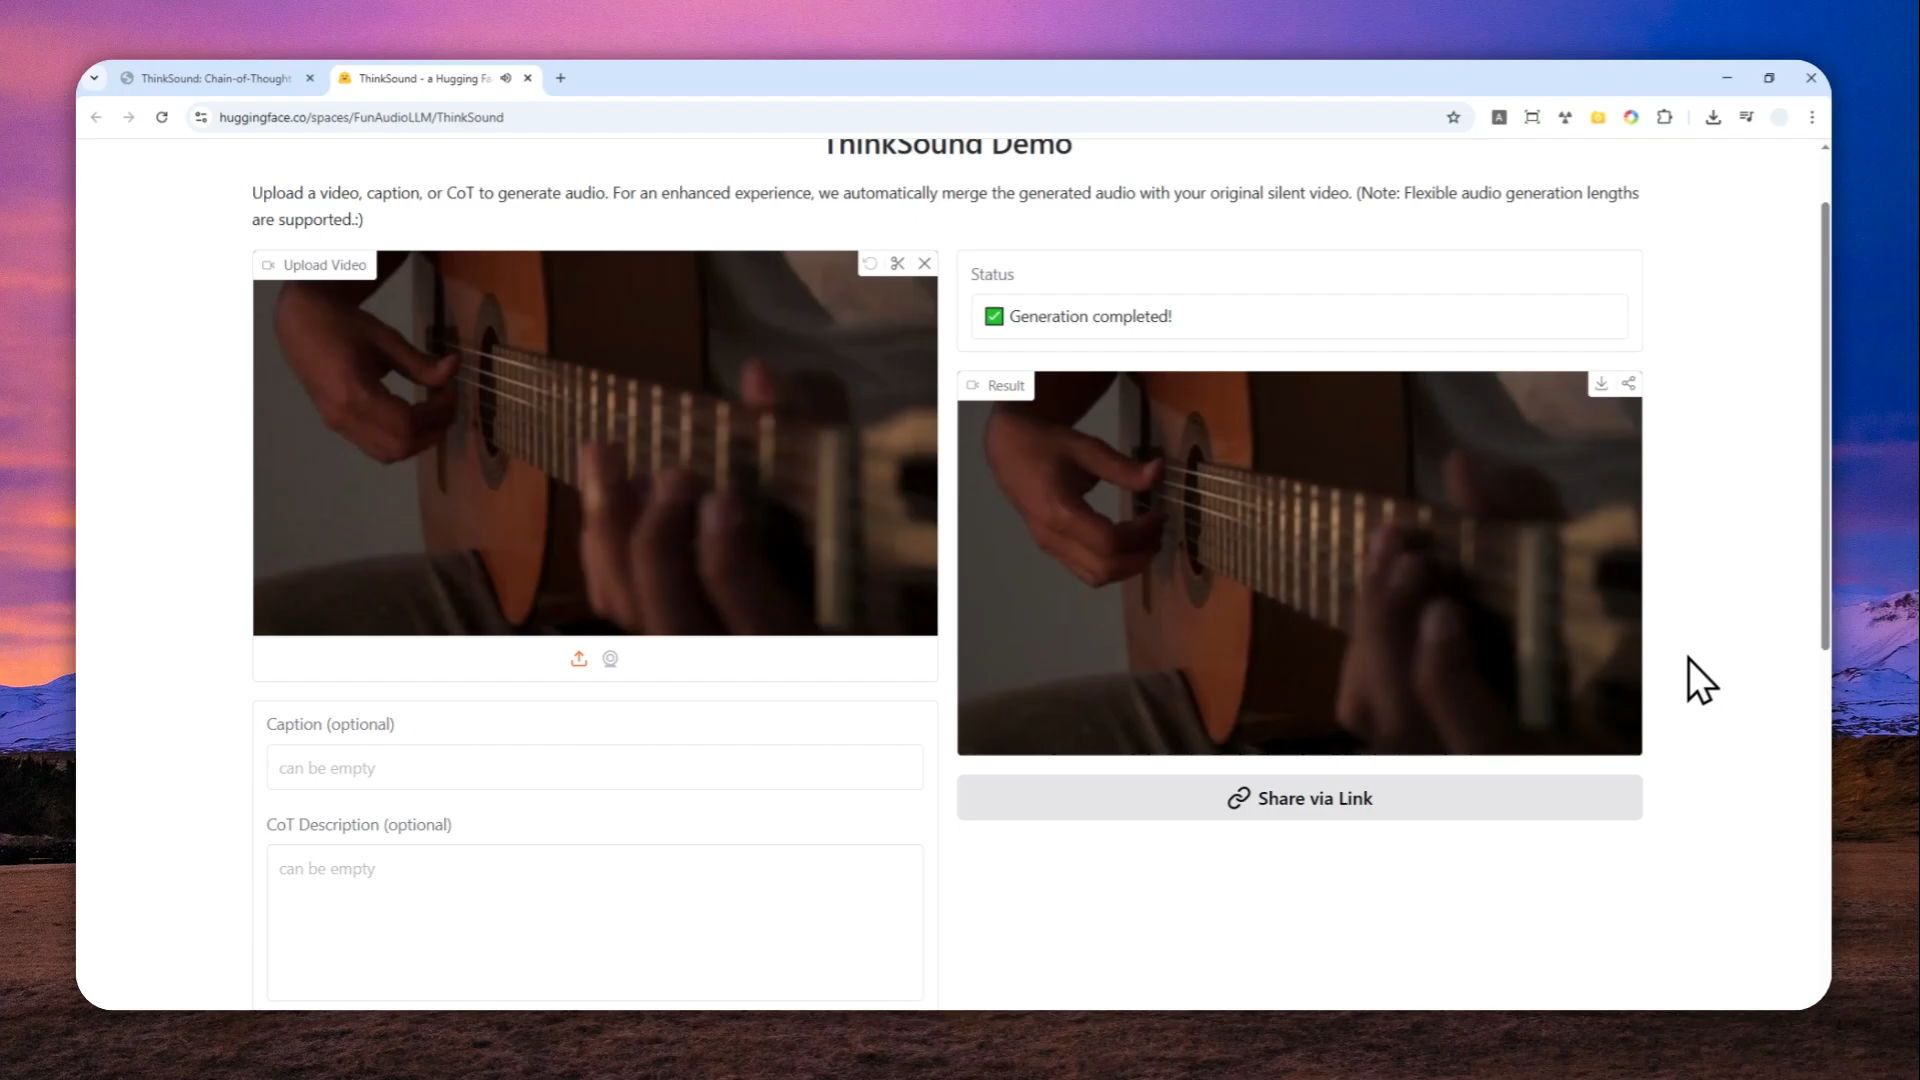 ThinkSound: Chain-of-Thought
ThinkSound - a Hugging Fa
huggingface.co/spaces/FunAudioLLM/ThinkSound
ThinkSound Demo
Upload a video, caption, or CoT to generate audio. For an enhanced experience, we automatically merge the generated audio with your original silent video. (Note: Flexible audio generation lengths
are supported.:)
Upload Video
Status
Generation completed!
Result
Caption (optional)
can be empty
Share via Link
CoT Description (optional)
can be empty